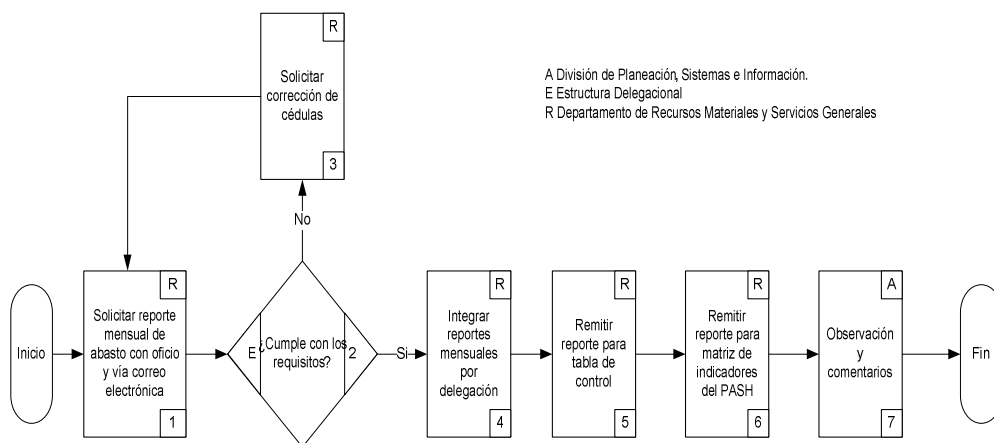 R
Solicitar
corrección de
cédulas
3
A División de Planeación, Sistemas e Información.
E Estructura Delegacional
R Departamento de Recursos Materiales y Servicios Generales
No
Inicio
R
Solicitar reporte
mensual de
abasto con oficio
y vía correo
electrónica
1
E
¿Cumple con los
requisitos?
2
Si
R
Integrar
reportes
mensuales
por
delegación
4
R
Remitir
reporte para
tabla de
control
5
R
Remitir
reporte para
matriz de
indicadores
del PASH
6
A
Observación
y
comentarios
7
Fin